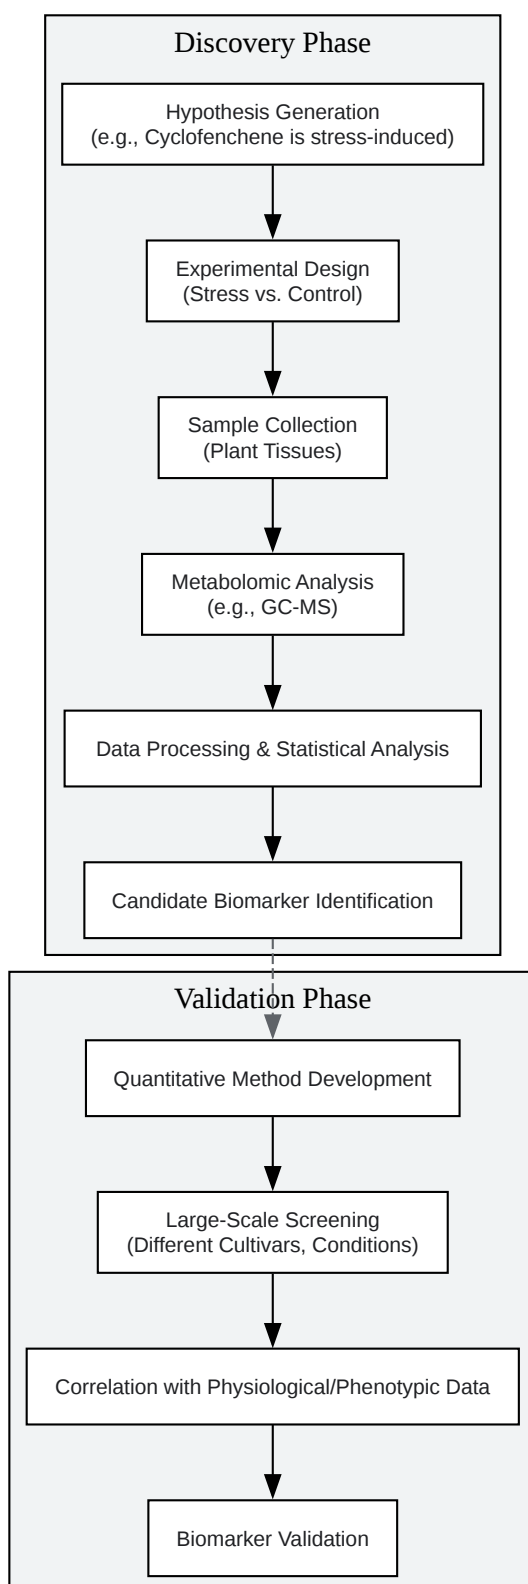 Discovery Phase
Hypothesis Generation
(e.g., Cyclofenchene is stress-induced)
Experimental Design
(Stress vs. Control)
Sample Collection
(Plant Tissues)
Metabolomic Analysis
(e.g., GC-MS)
Data Processing & Statistical Analysis
Candidate Biomarker Identification
Validation Phase
Quantitative Method Development
Large-Scale Screening
(Different Cultivars, Conditions)
Correlation with Physiological/Phenotypic Data
Biomarker Validation